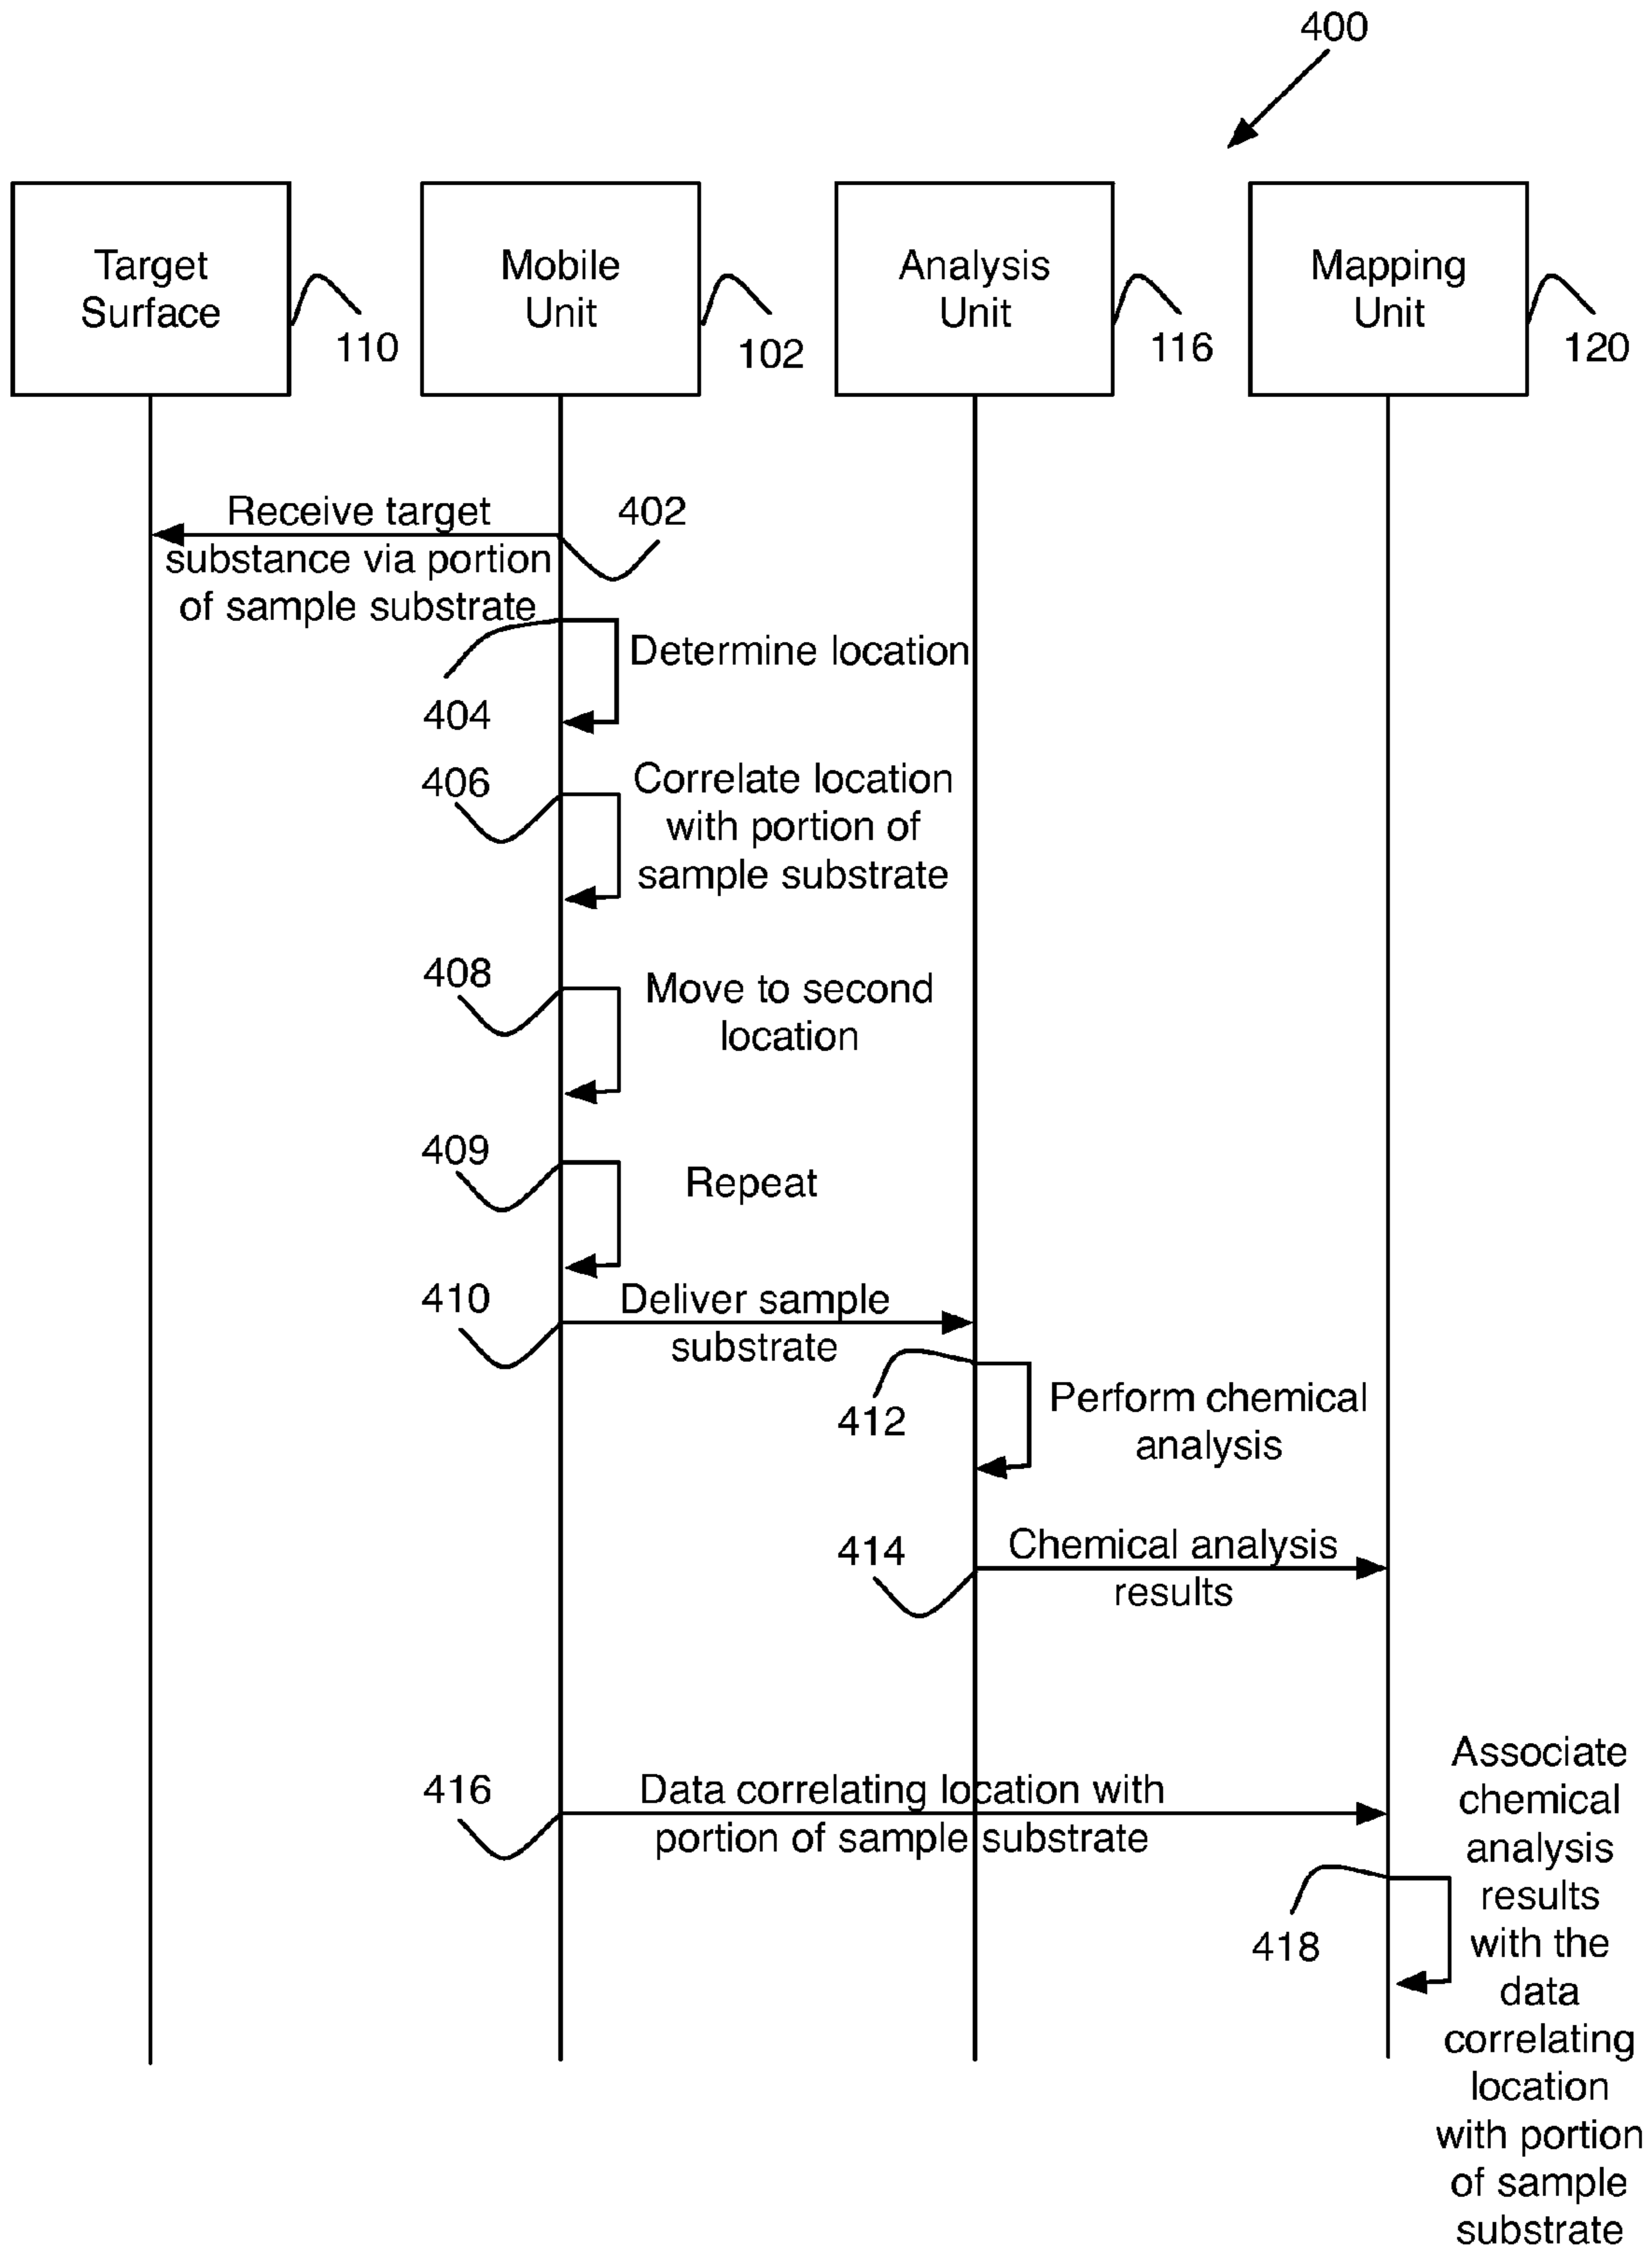 400
Target
Surface
110
Mobile
Unit
102
Analysis
Unit
116
Mapping
Unit
120
Receive target
substance via portion
of sample substrate
402
404
Determine location
406
Correlate location
with portion of
sample substrate
408
Move to second
location
409
Repeat
410
Deliver sample
substrate
412
Perform chemical
analysis
414
Chemical analysis
results
416
Data correlating location with
portion of sample substrate
418
Associate
chemical
analysis
results
with the
data
correlating
location
with portion
of sample
substrate